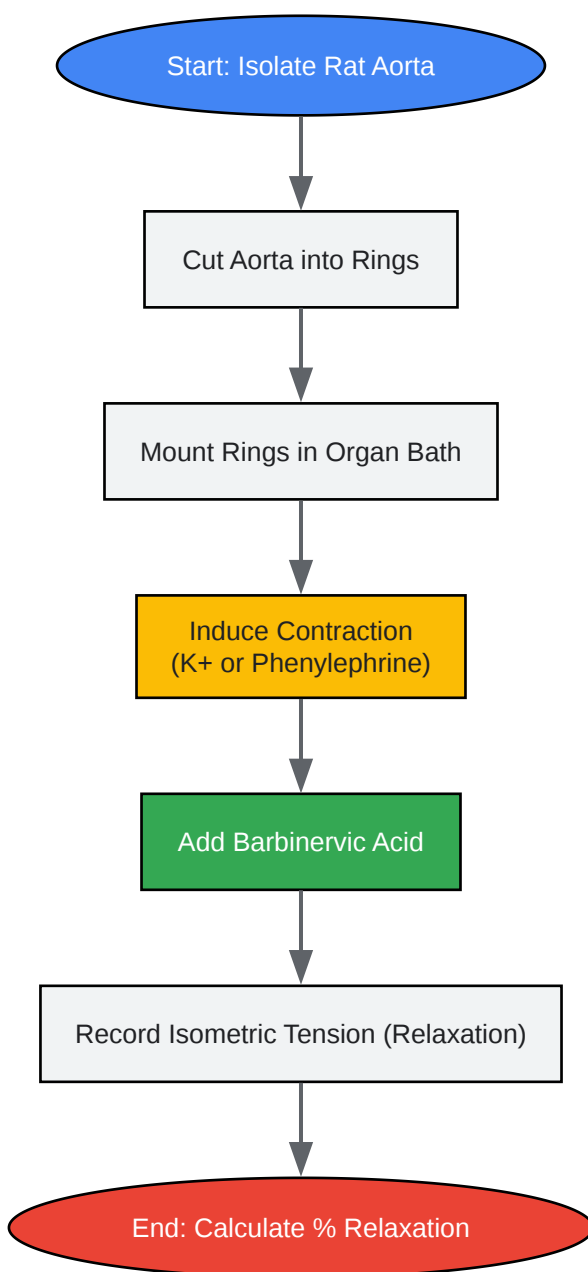 Start: Isolate Rat Aorta
Cut Aorta into Rings
Mount Rings in Organ Bath
Induce Contraction
(K+ or Phenylephrine)
Add Barbinervic Acid
Record Isometric Tension (Relaxation)
End: Calculate % Relaxation